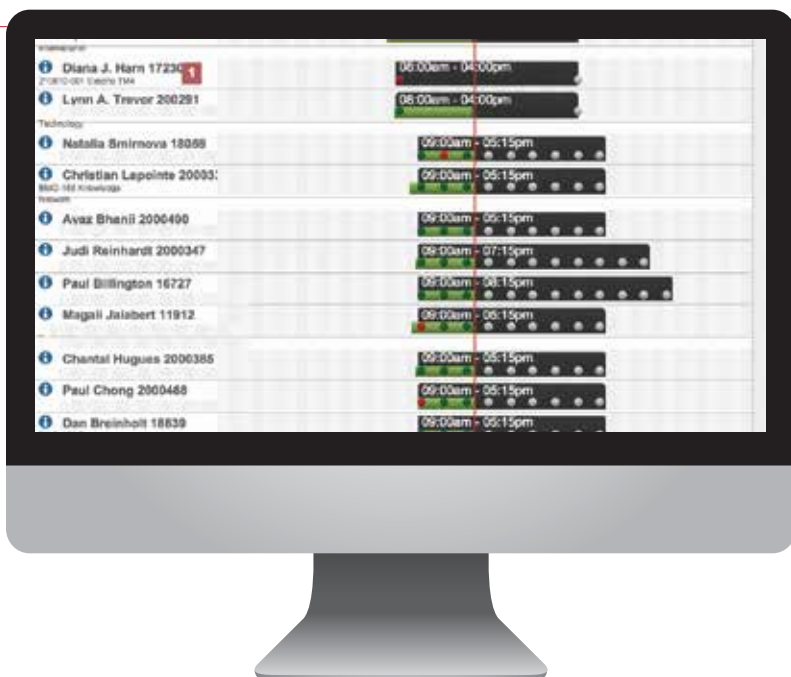 Diana J. Harn 1723
1
08:00am - 04:00pm
Lynn A. Trevor 200291
08:00am - 04:00pm
Technology
Natalia Smirnova 18088
09:00am - 05:15pm
Christian Lapointe 20003
09:00am - 05:15pm
Network
Avaz Bhanii 2000490
09:00am - 05:15pm
Judi Reinhardt 2000347
09:00am - 07:15pm
Paul Billington 16727
09:00am - 08:15pm
Magali Jalabert 11912
09:00am - 05:15pm
Chantal Hugues 2000385
09:00am - 05:15pm
Paul Chong 2000468
09:00am - 05:15pm
Dan Breinholt 18839
09:00am - 05:15pm